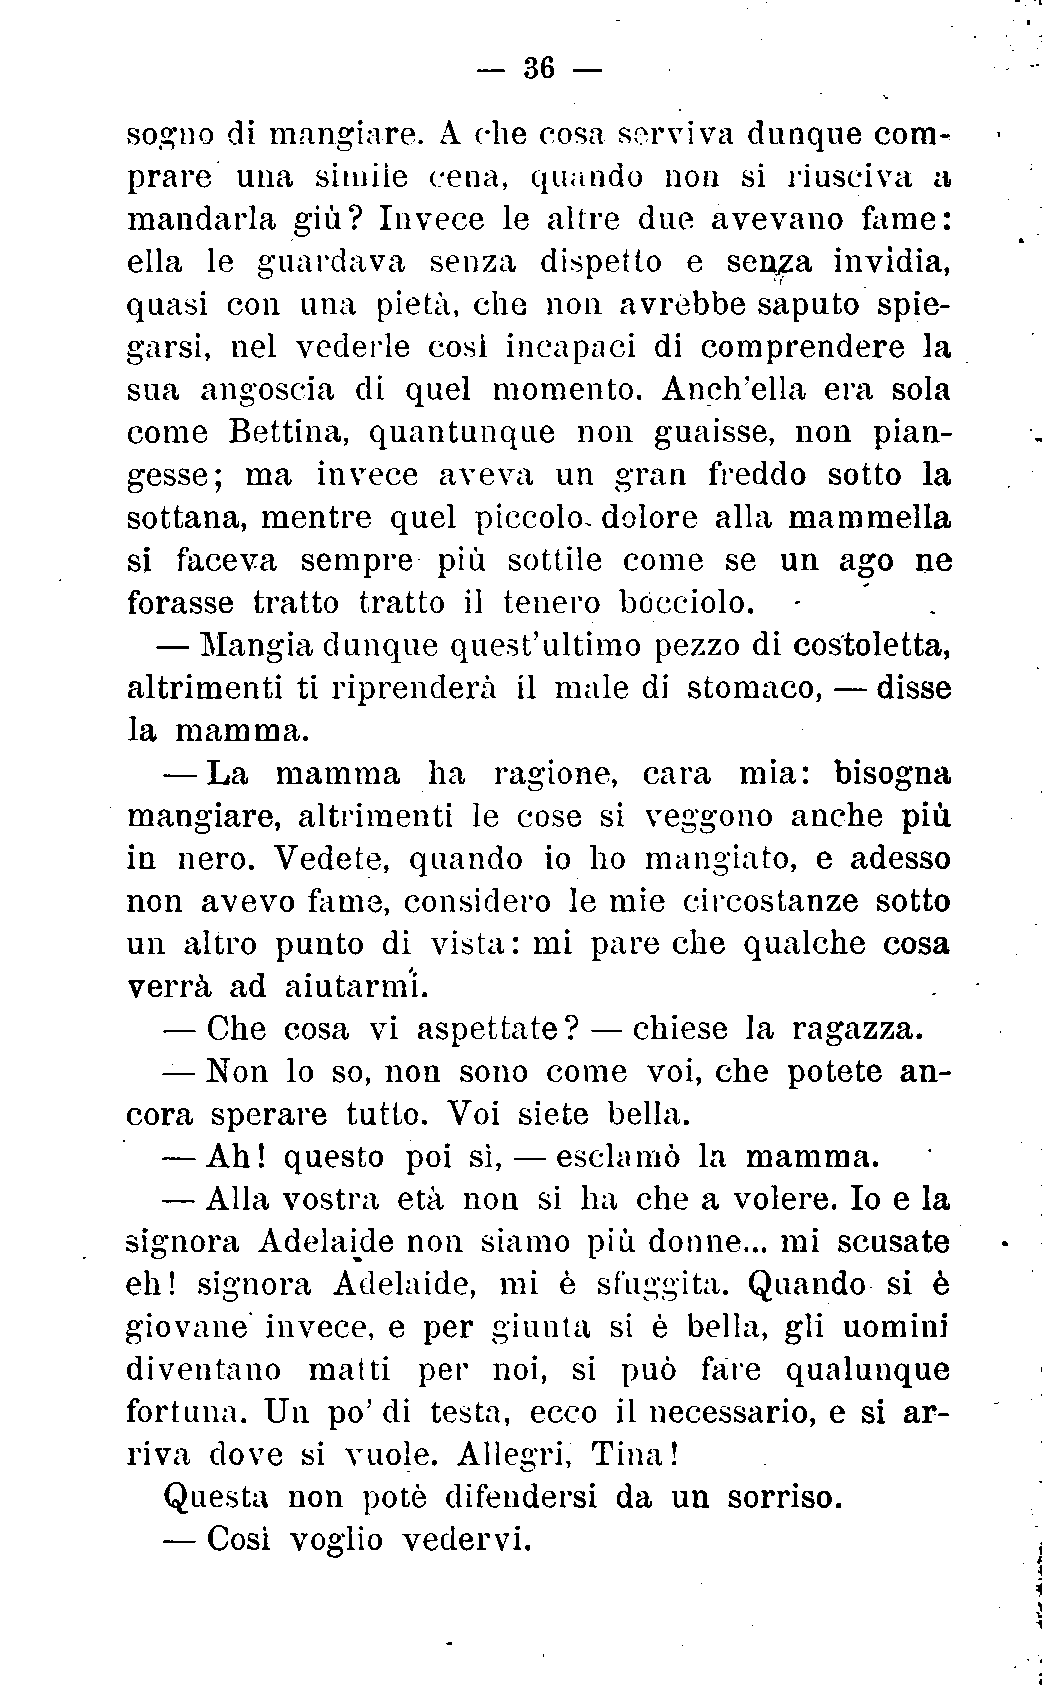 — 36 —
sogno di mangiare. A che cosa serviva dunque com-
prare una simile cena, quando non si riusciva a
mandarla giù? Invece le altre due avevano fame:
ella le guardava senza dispetto e senza invidia,
quasi con una pietà, che non avrebbe saputo spie-
garsi, nel vederle così incapaci di comprendere la
sua angoscia di quel momento. Anch'ella era sola
come Bettina, quantunque non guaisse, non pian-
gesse; ma invece aveva un gran freddo sotto la
sottana, mentre quel piccolo dolore alla mammella
si faceva sempre più sottile come se un ago ne
forasse tratto tratto il tenero bocciolo.
— Mangia dunque quest'ultimo pezzo di costoletta,
altrimenti ti riprenderà il male di stomaco, — disse
la mamma.
— La mamma ha ragione, cara mia: bisogna
mangiare, altrimenti le cose si veggono anche più
in nero. Vedete, quando io ho mangiato, e adesso
non avevo fame, considero le mie circostanze sotto
un altro punto di vista: mi pare che qualche cosa
verrà ad aiutarmi.
— Che cosa vi aspettate? — chiese la ragazza.
— Non lo so, non sono come voi, che potete an-
cora sperare tutto. Voi siete bella.
— Ah! questo poi sì, — esclamò la mamma.
— Alla vostra età non si ha che a volere. Io e la
signora Adelaide non siamo più donne... mi scusate
eh! signora Adelaide, mi è sfuggita. Quando si è
giovane invece, e per giunta si è bella, gli uomini
diventano matti per noi, si può fare qualunque
fortuna. Un po' di testa, ecco il necessario, e si ar-
riva dove si vuole. Allegri, Tina!
Questa non potè difendersi da un sorriso.
— Così voglio vedervi.